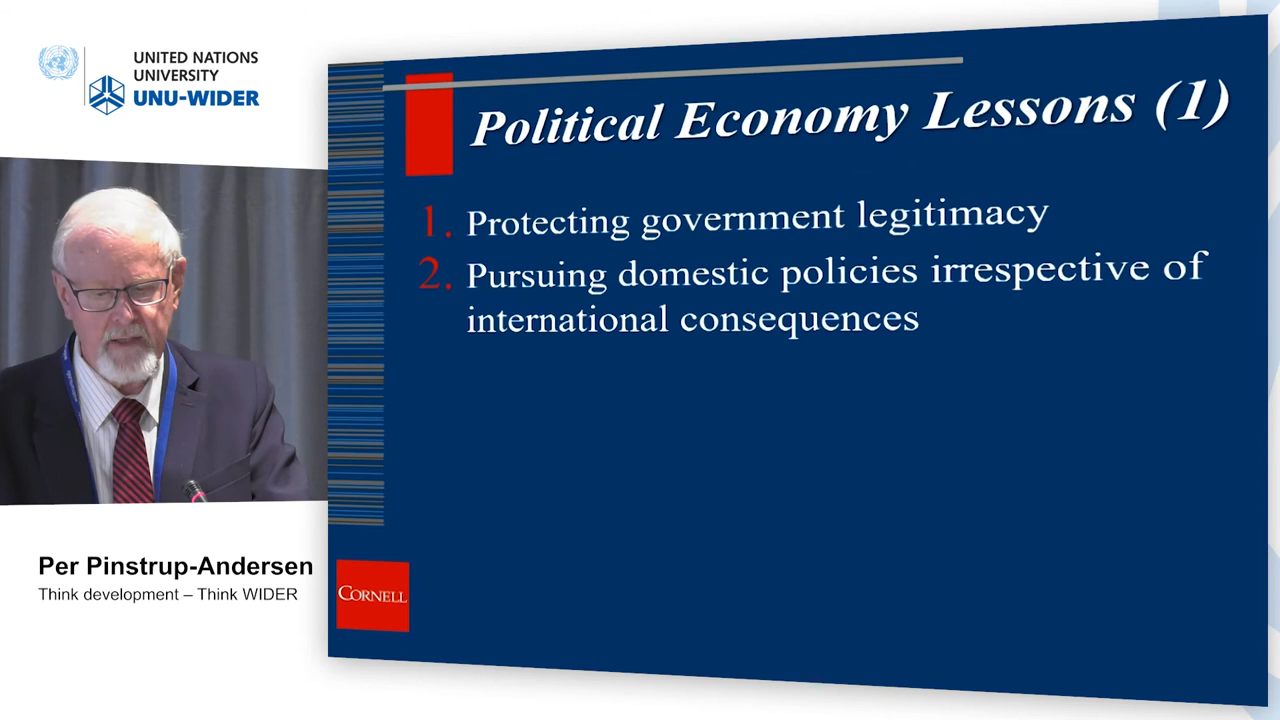 UNITED NATIONS
UNIVERSITY
UNU-WIDER
Political Economy Lessons (1)
1. Protecting government legitimacy
2. Pursuing domestic policies irrespective of
international consequences
CORNELL
Per Pinstrup-Andersen
Think development – Think WIDER